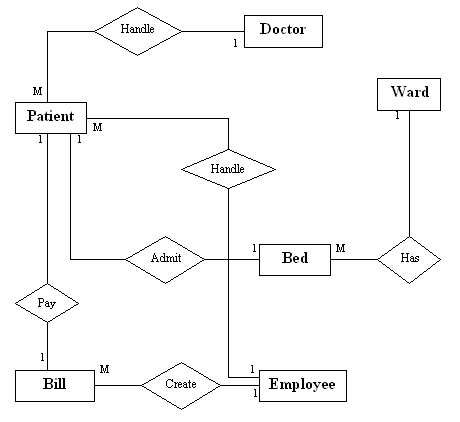 Handle
Doctor
1
M
Ward
Patient
1
1
1
M
Handle
1
M
Admit
Bed
Has
Pay
1
M
1
Bill
Create
Employee
1